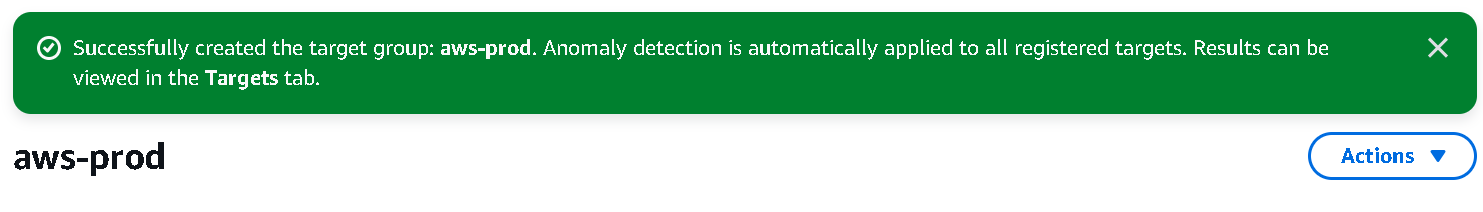 Successfully created the target group: aws-prod. Anomaly detection is automatically applied to all registered targets. Results can be
viewed in the Targets tab.
aws-prod
Actions